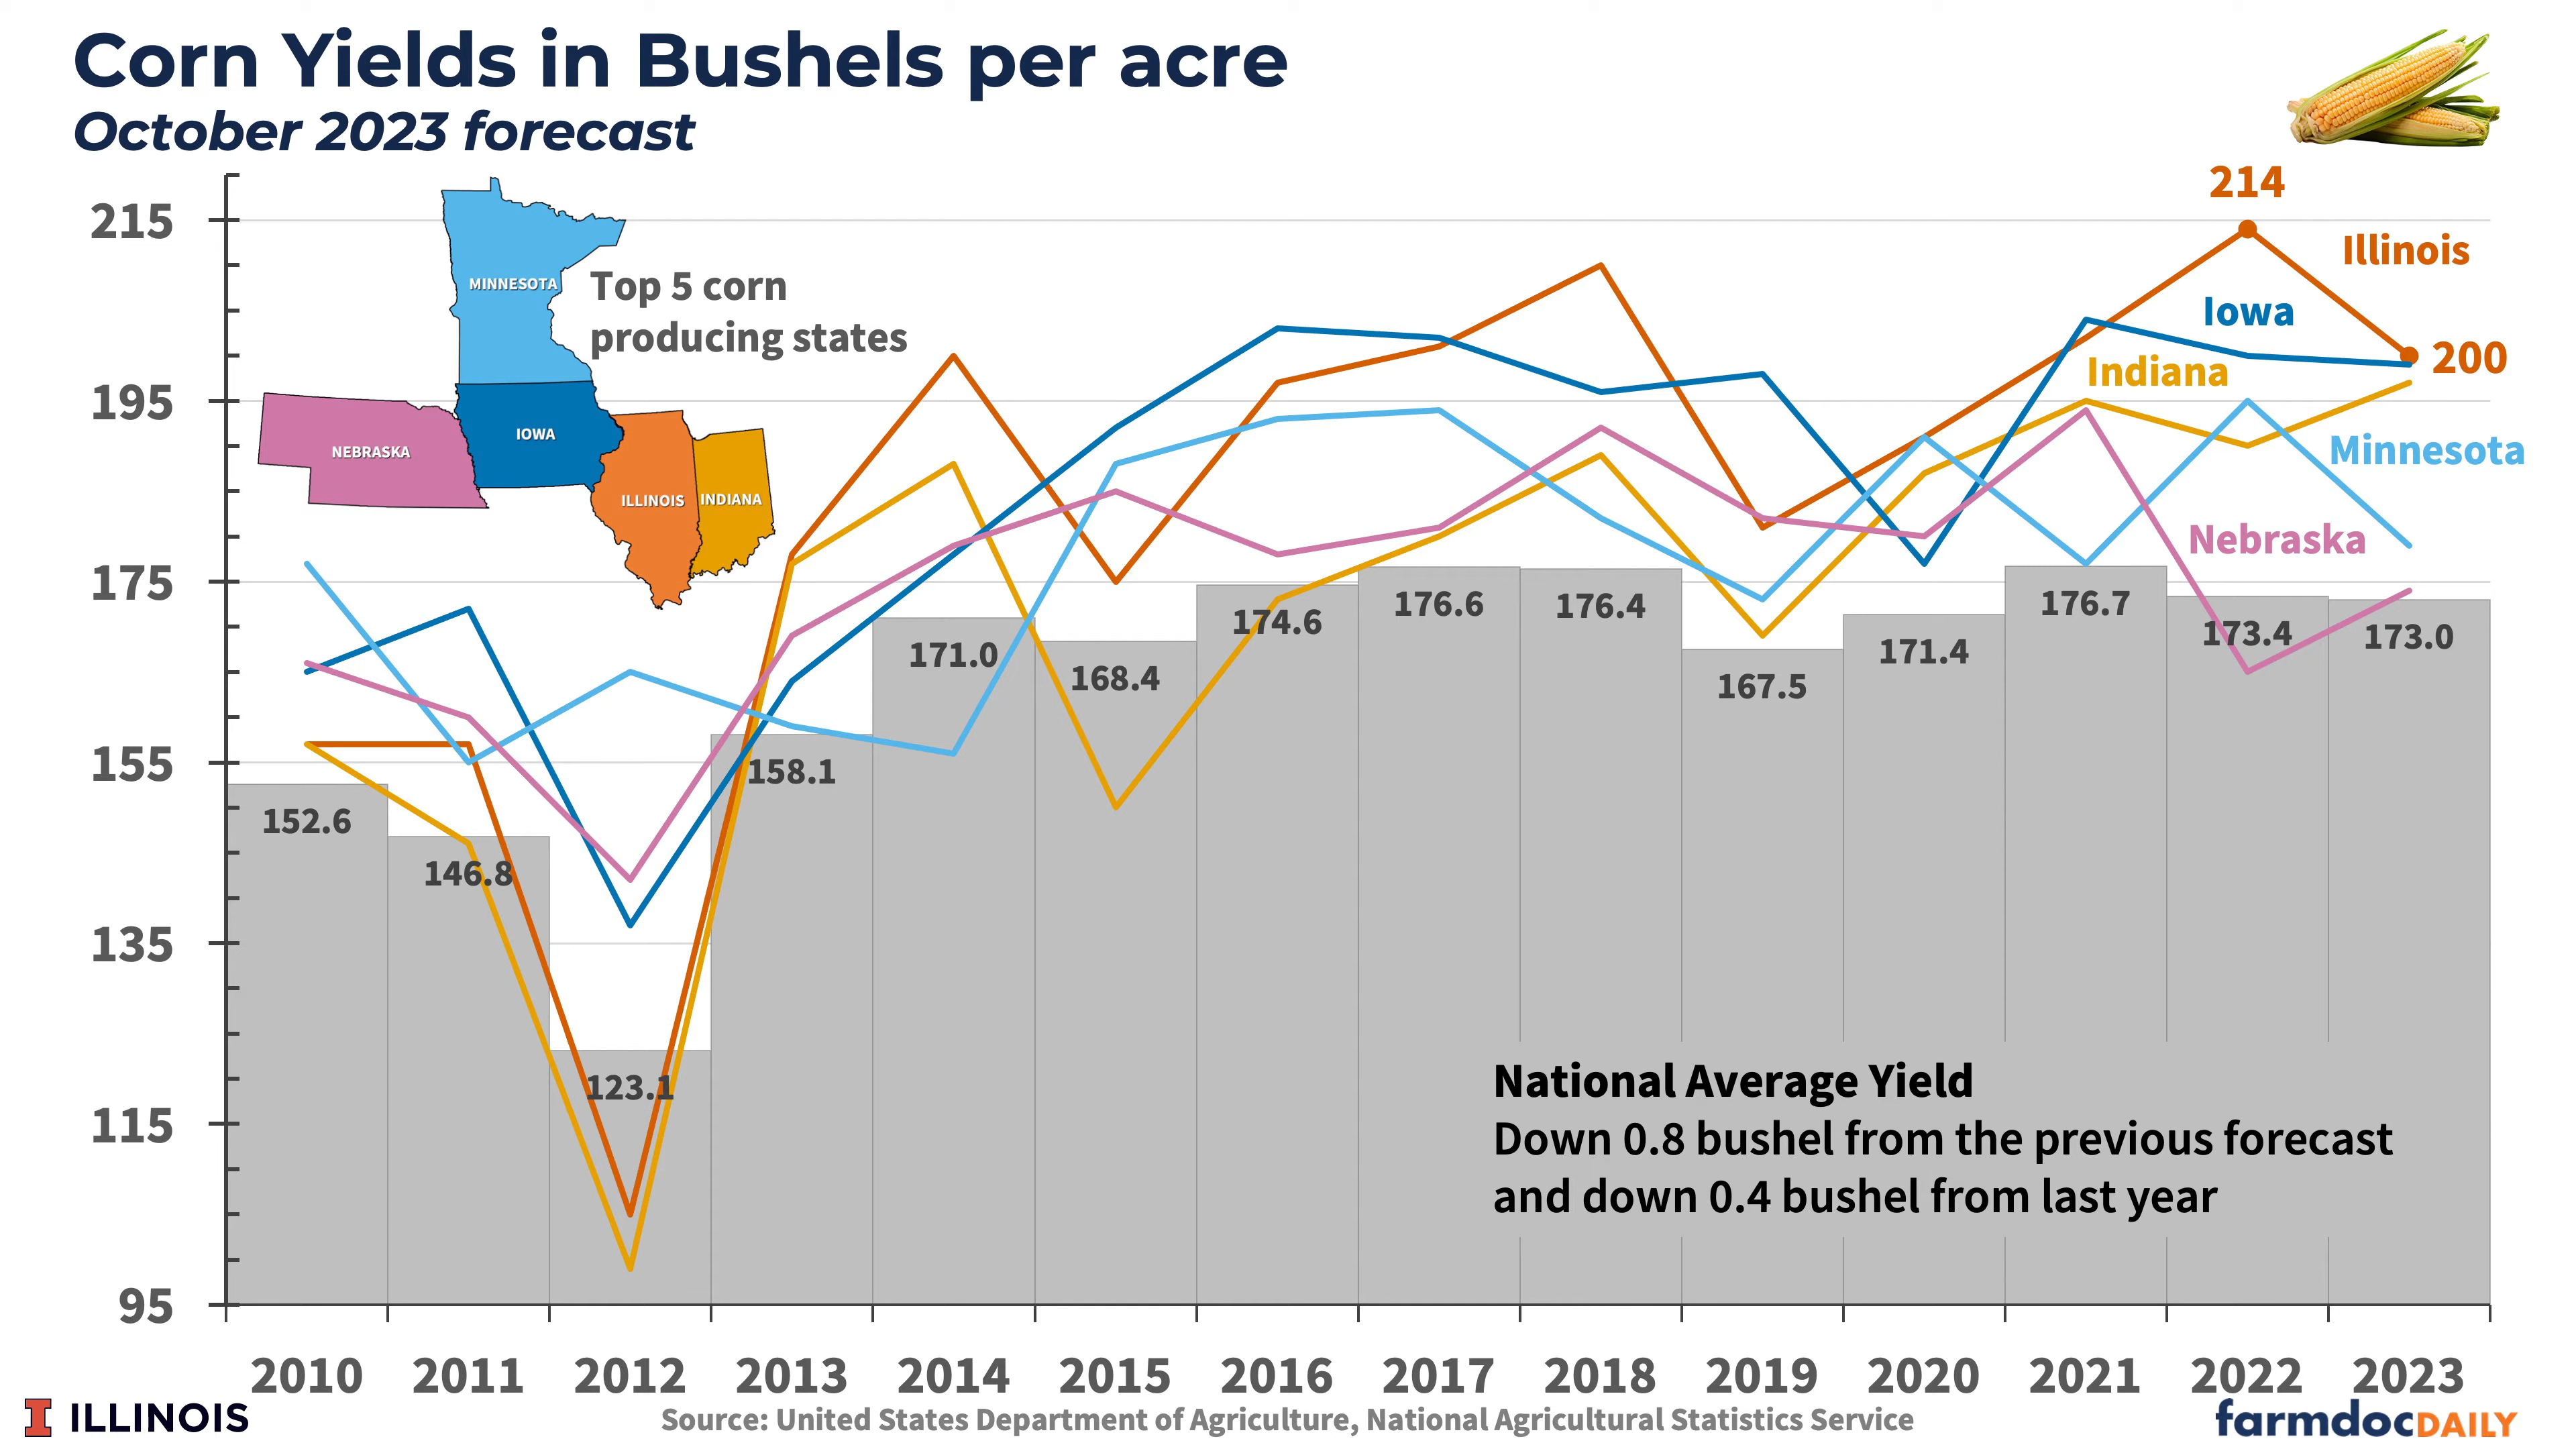 Corn Yields in Bushels per acre
October 2023 forecast
214
215
Illinois
MINNESOTA
Top 5 corn
producing states
Iowa
200
Indiana
195
NEBRASKA
IOWA
ILLINOIS
INDIANA
Minnesota
Nebraska
175
152.6
146.8
123.1
158.1
171.0
168.4
174.6
176.6
176.4
167.5
171.4
176.7
173.4
173.0
155
135
115
95
National Average Yield
Down 0.8 bushel from the previous forecast
and down 0.4 bushel from last year
2010 2011 2012 2013 2014 2015 2016 2017 2018 2019 2020 2021 2022 2023
I ILLINOIS
Source: United States Department of Agriculture, National Agricultural Statistics Service
farmdocDAILY